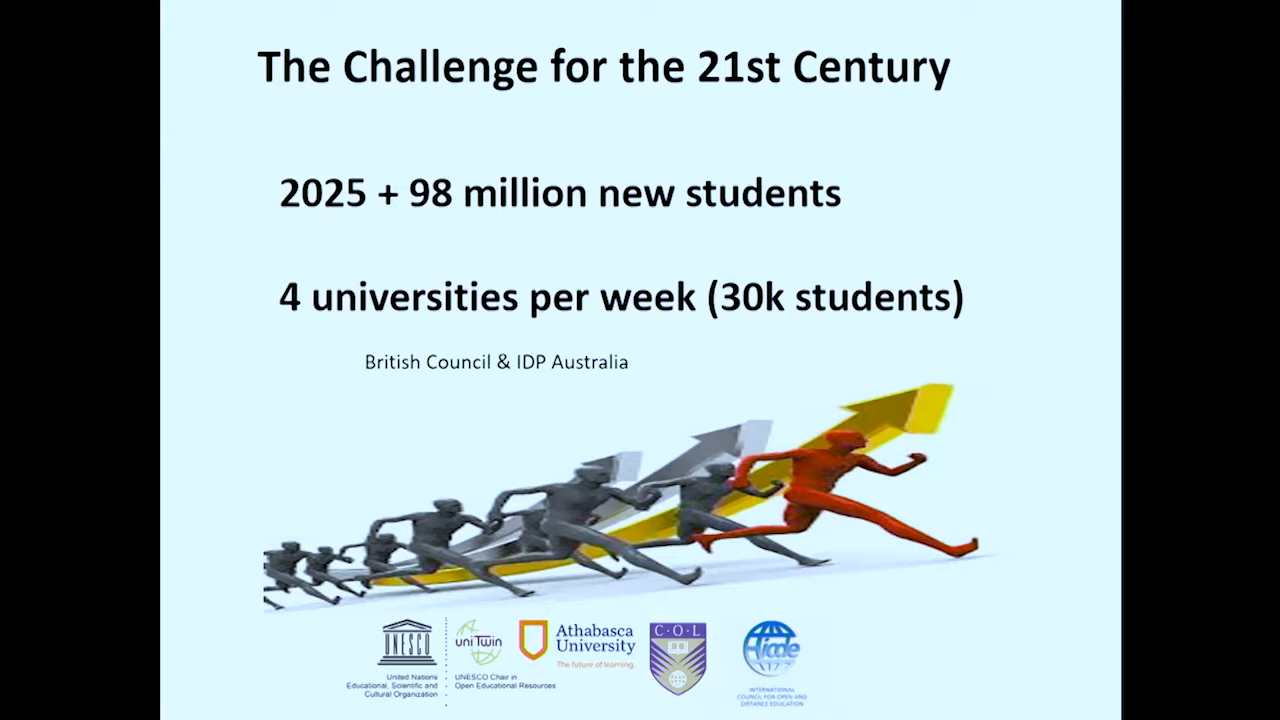 The Challenge for the 21st Century
2025 + 98 million new students
4 universities per week (30k students)
British Council & IDP Australia
UNESCO
United Nations
Educational, Scientific and
Cultural Organization
uniTwin
UNESCO Chair in
Open Educational Resources
Athabasca
University
The future of learning.
C·O·L
icde
INTERNATIONAL
COUNCIL FOR OPEN AND
DISTANCE EDUCATION